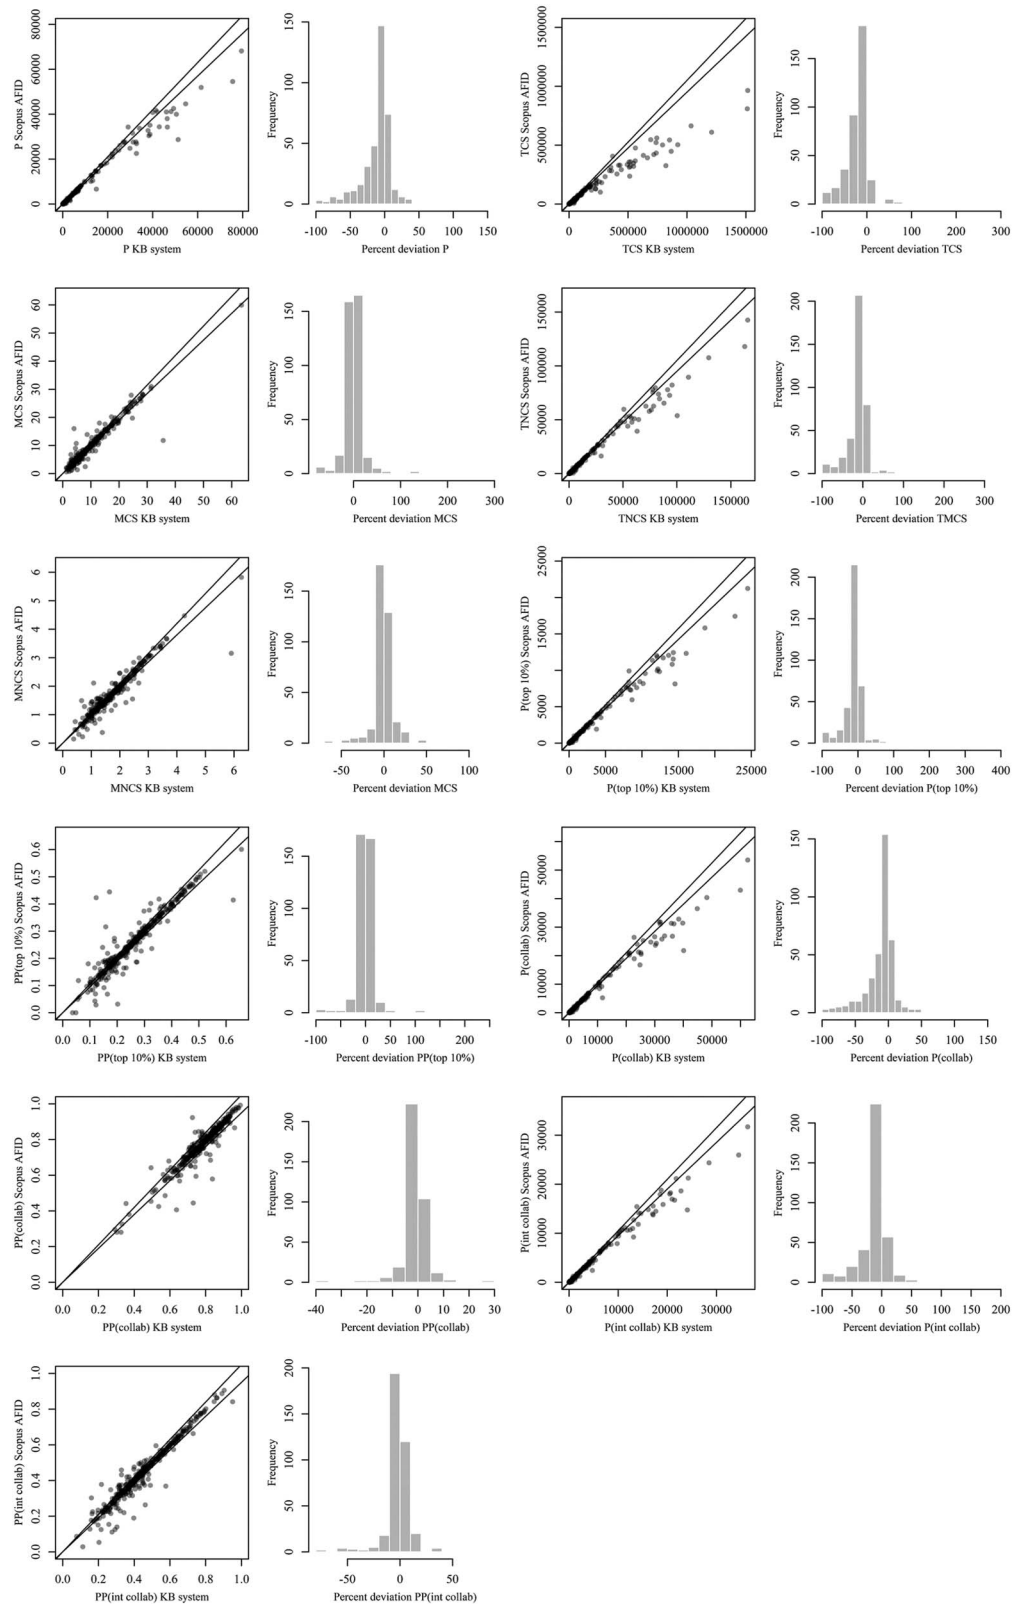 P Scopus AFID
0 20000 40000 60000 80000
0 20000 40000 60000 80000
P KB system
Frequency
0 50 100 150
-100 -50 0 50 100 150
Percent deviation P
TCS Scopus AFID
0 500000 1000000 1500000
0 500000 1000000 1500000
TCS KB system
Frequency
0 50 100 150
-100 0 100 200 300
Percent deviation TCS
MCS Scopus AFID
0 10 20 30 40 50 60
0 10 20 30 40 50 60
MCS KB system
Frequency
0 50 100 150
0 100 200 300
Percent deviation MCS
TNCS Scopus AFID
0 50000 100000 150000
0 50000 100000 150000
TNCS KB system
Frequency
0 50 100 150 200
-100 0 100 200 300
Percent deviation TMCS
MNCS Scopus AFID
0 1 2 3 4 5 6
0 1 2 3 4 5 6
MNCS KB system
Frequency
0 50 100 150
-50 0 50 100
Percent deviation MCS
P(top 10%) Scopus AFID
0 5000 15000 25000
0 5000 15000 25000
P(top 10%) KB system
Frequency
0 50 100 150 200
-100 0 100 200 300 400
Percent deviation P(top 10%)
PP(top 10%) Scopus AFID
0.0 0.1 0.2 0.3 0.4 0.5 0.6
0.0 0.1 0.2 0.3 0.4 0.5 0.6
PP(top 10%) KB system
Frequency
0 50 100 150
-100 0 100 200
Percent deviation PP(top 10%)
P(collab) Scopus AFID
0 10000 30000 50000
0 10000 30000 50000
P(collab) KB system
Frequency
0 50 100 150
-100 -50 0 50 100 150
Percent deviation P(collab)
PP(collab) Scopus AFID
0.0 0.2 0.4 0.6 0.8 1.0
0.0 0.2 0.4 0.6 0.8 1.0
PP(collab) KB system
Frequency
0 50 100 150 200
-40 -20 0 10 20 30
Percent deviation PP(collab)
P(int collab) Scopus AFID
0 10000 20000 30000
0 10000 20000 30000
P(int collab) KB system
Frequency
0 50 100 150 200
-100 -50 0 50 100 150 200
Percent deviation P(int collab)
PP(int collab) Scopus AFID
0.0 0.2 0.4 0.6 0.8 1.0
0.0 0.2 0.4 0.6 0.8 1.0
PP(int collab) KB system
Frequency
0 50 100 150 200
-50 0 50
Percent deviation PP(int collab)